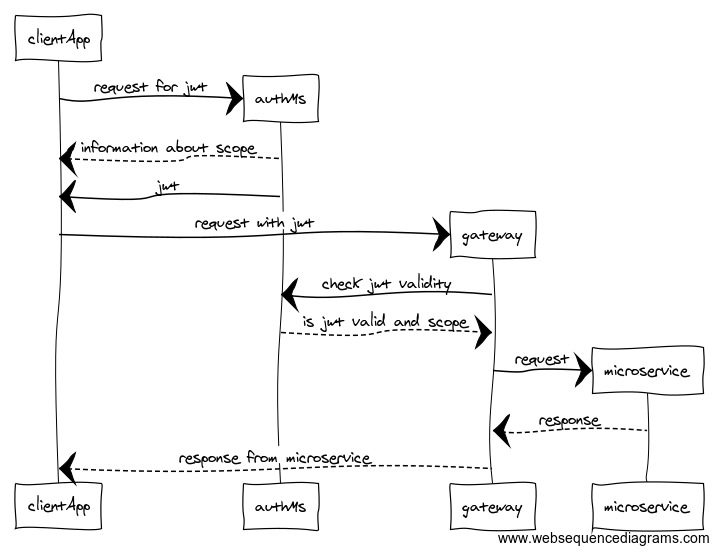 clientApp
request for jwt
authMs
information about scope
jwt
request with jwt
gateway
check jwt validity
is jwt valid and scope
request
microservice
response
response from microservice
clientApp authMs gateway microservice
www.websequencediagrams.com